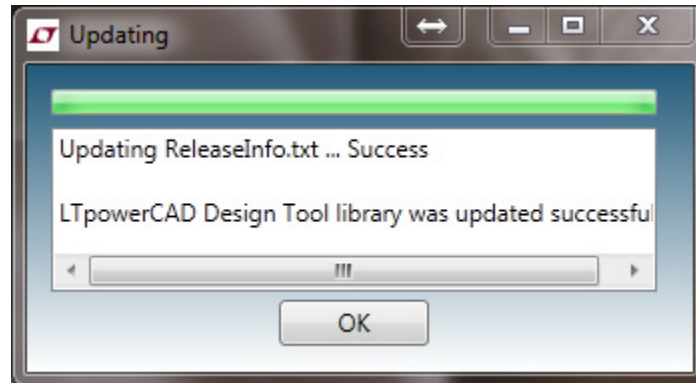 Updating
Updating ReleaseInfo.txt ... Success
LTpowerCAD Design Tool library was updated successful
OK